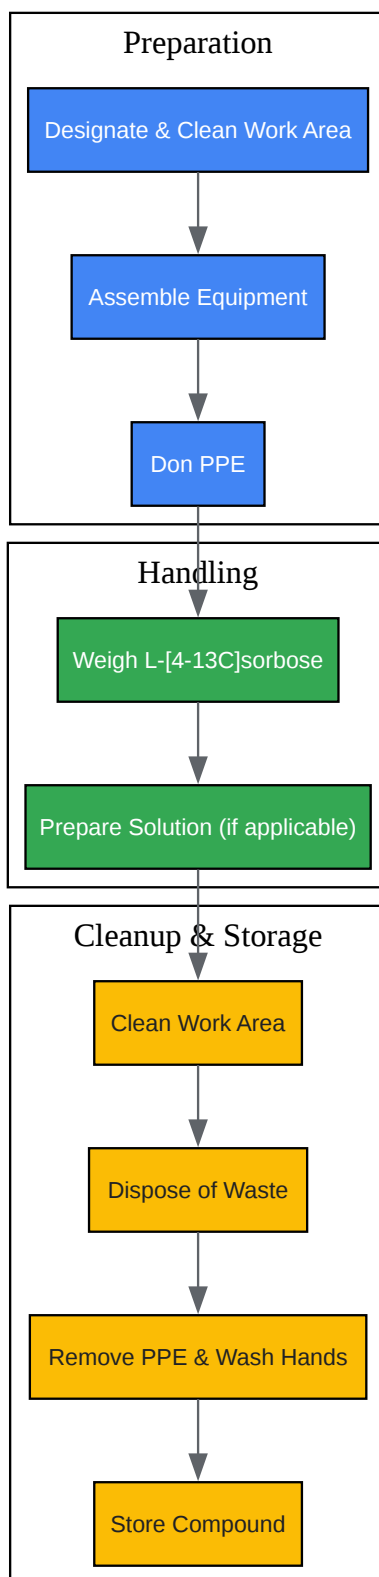 Preparation
Designate & Clean Work Area
Assemble Equipment
Don PPE
Handling
Weigh L-[4-13C]sorbose
Prepare Solution (if applicable)
Cleanup & Storage
Clean Work Area
Dispose of Waste
Remove PPE & Wash Hands
Store Compound